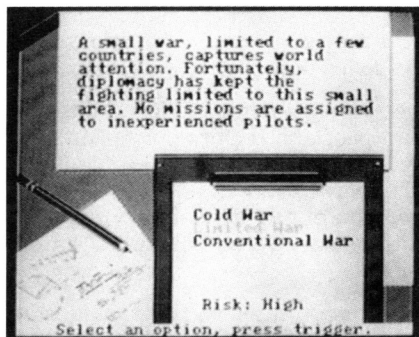 A small war, limited to a few
countries, captures world
attention. Fortunately,
diplomacy has kept the
fighting limited to this small
area. No missions are assigned
to inexperienced pilots.
Cold War
Limited War
Conventional War
Risk: High
Select an option, press trigger.